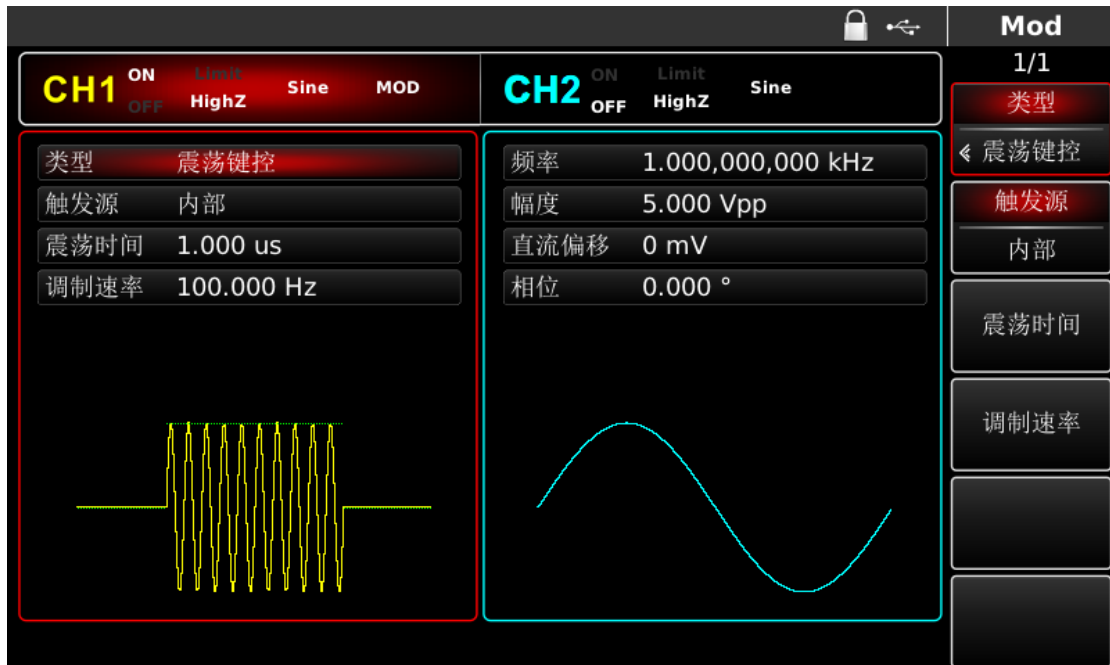 Mod
1/1
CH1 ON OFF Limit HighZ Sine MOD
CH2 ON OFF Limit HighZ Sine
类型 震荡键控
触发源 内部
震荡时间 1.000 us
调制速率 100.000 Hz
频率 1.000,000,000 kHz
幅度 5.000 Vpp
直流偏移 0 mV
相位 0.000 °
类型
震荡键控
触发源
内部
震荡时间
调制速率